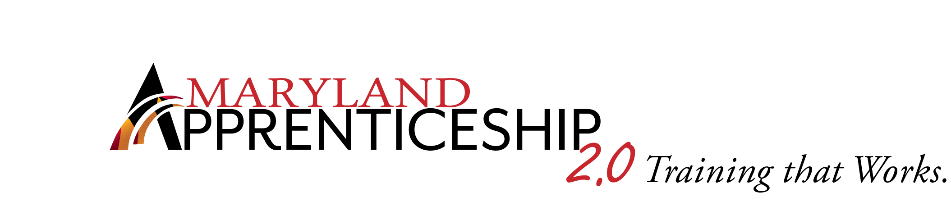 MARYLAND
APPRENTICESHIP
2.0 Training that Works.